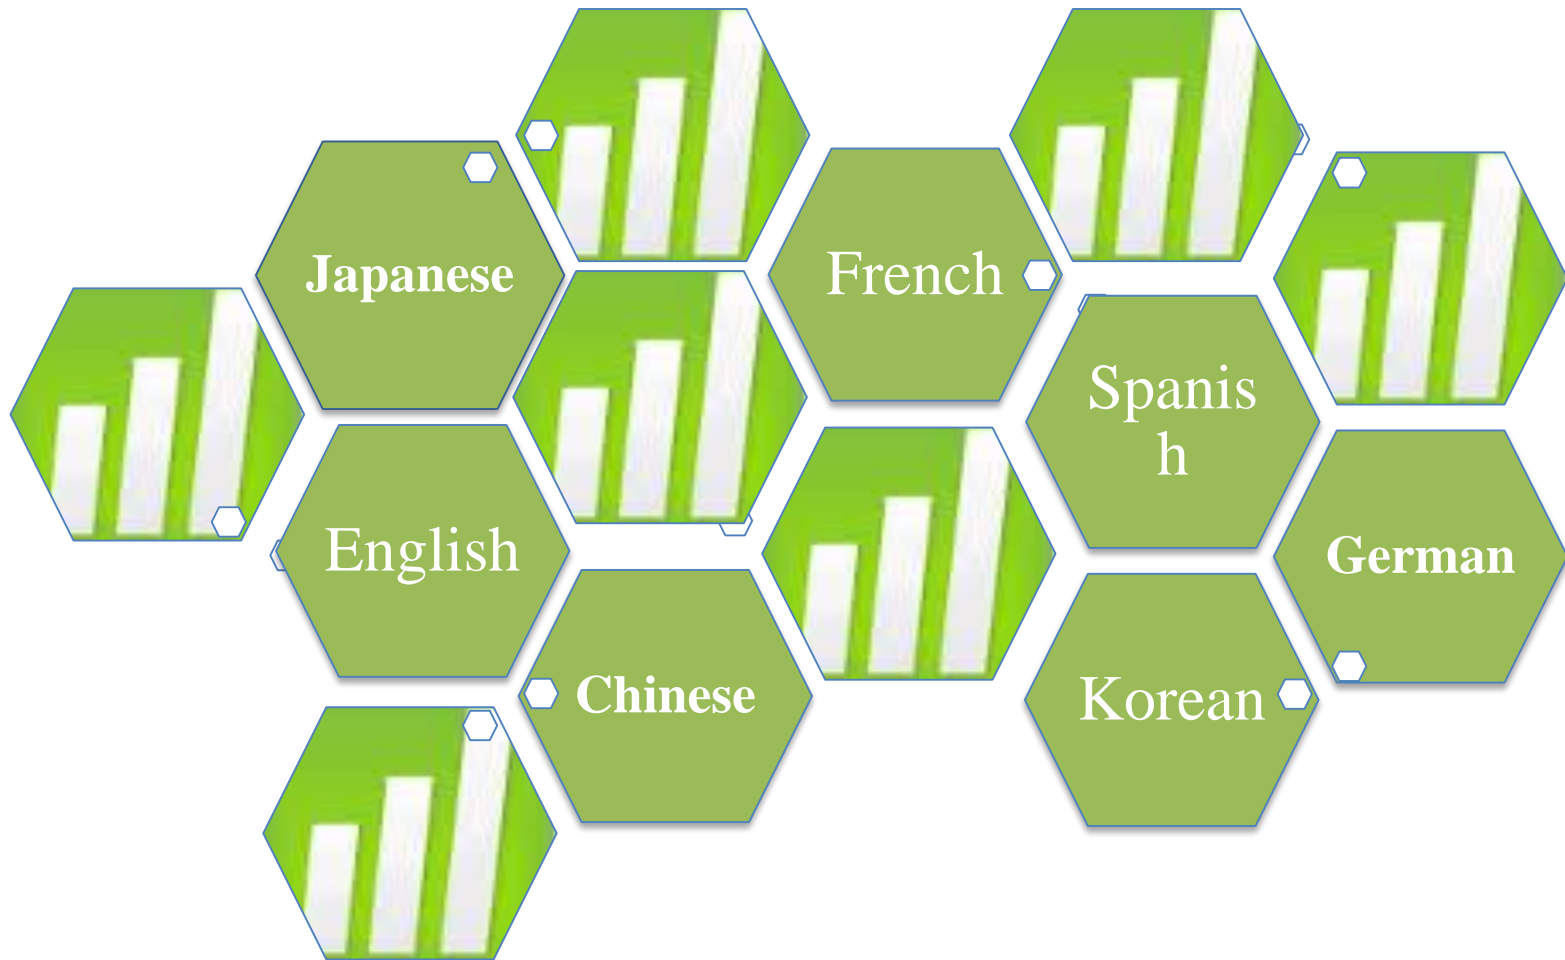 Japanese
French
Spanis
h
English
German
Chinese
Korean